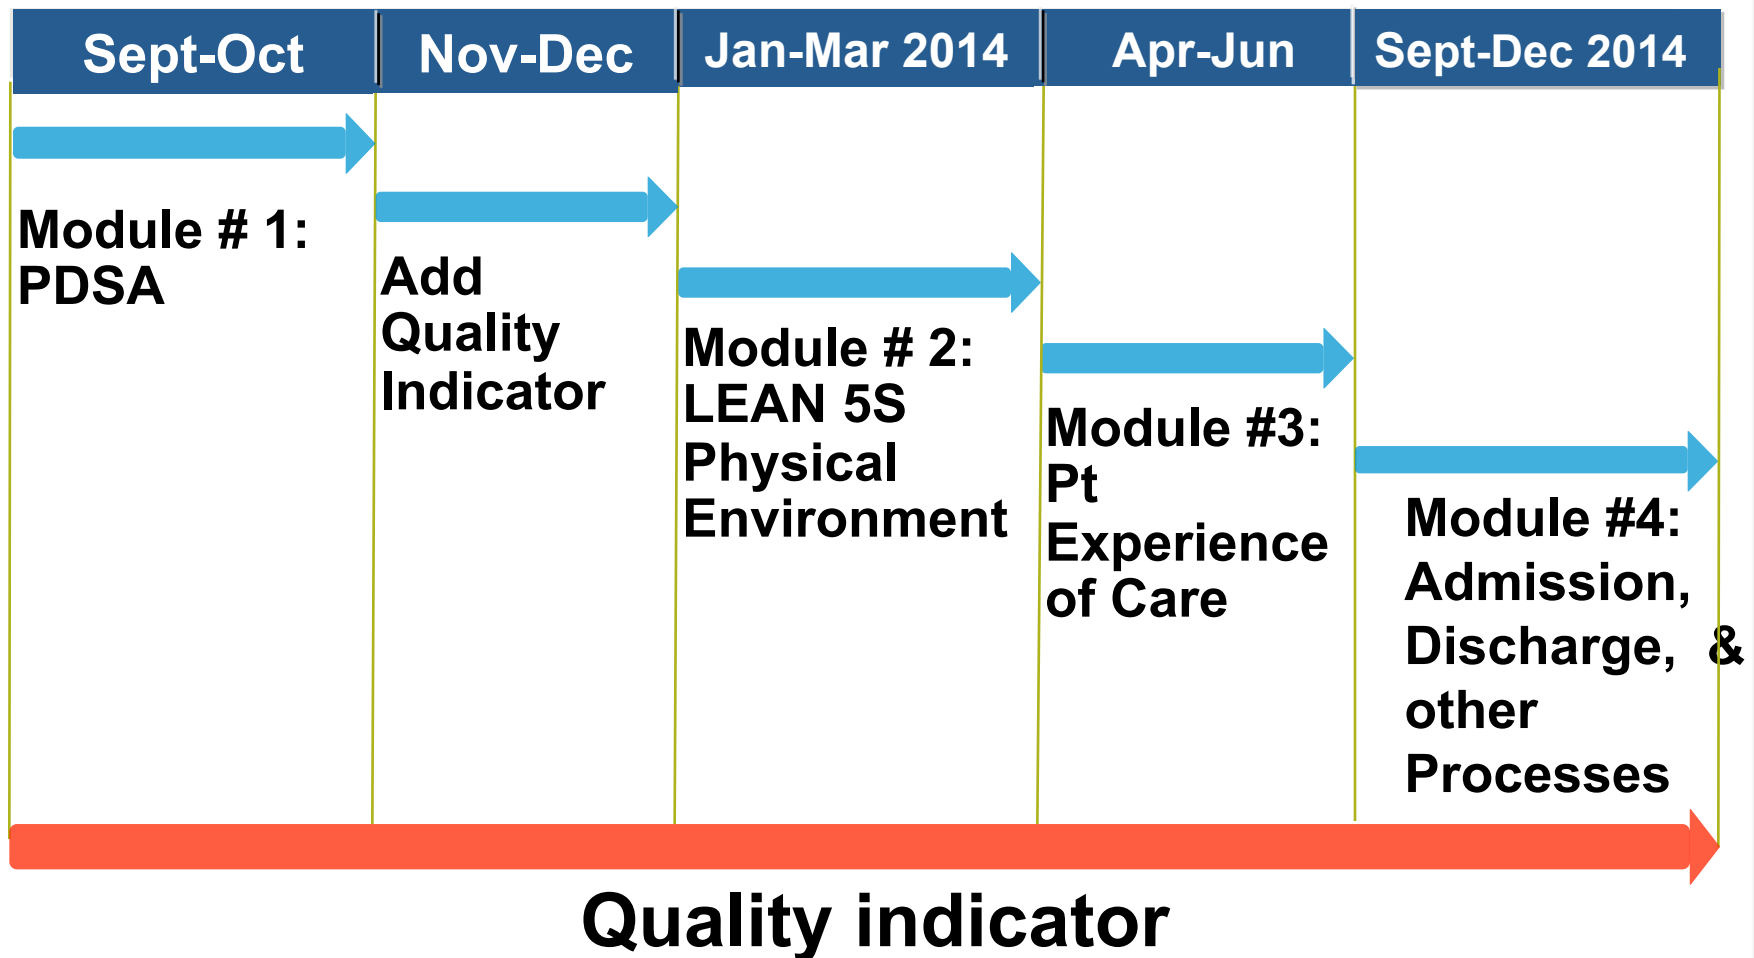 Sept-Oct
Nov-Dec
Jan-Mar 2014
Apr-Jun
Sept-Dec 2014
Module # 1:
PDSA
Add
Quality
Indicator
Module # 2:
LEAN 5S
Physical
Environment
Module #3:
Pt
Experience
of Care
Module #4:
Admission,
Discharge, &
other
Processes
Quality indicator